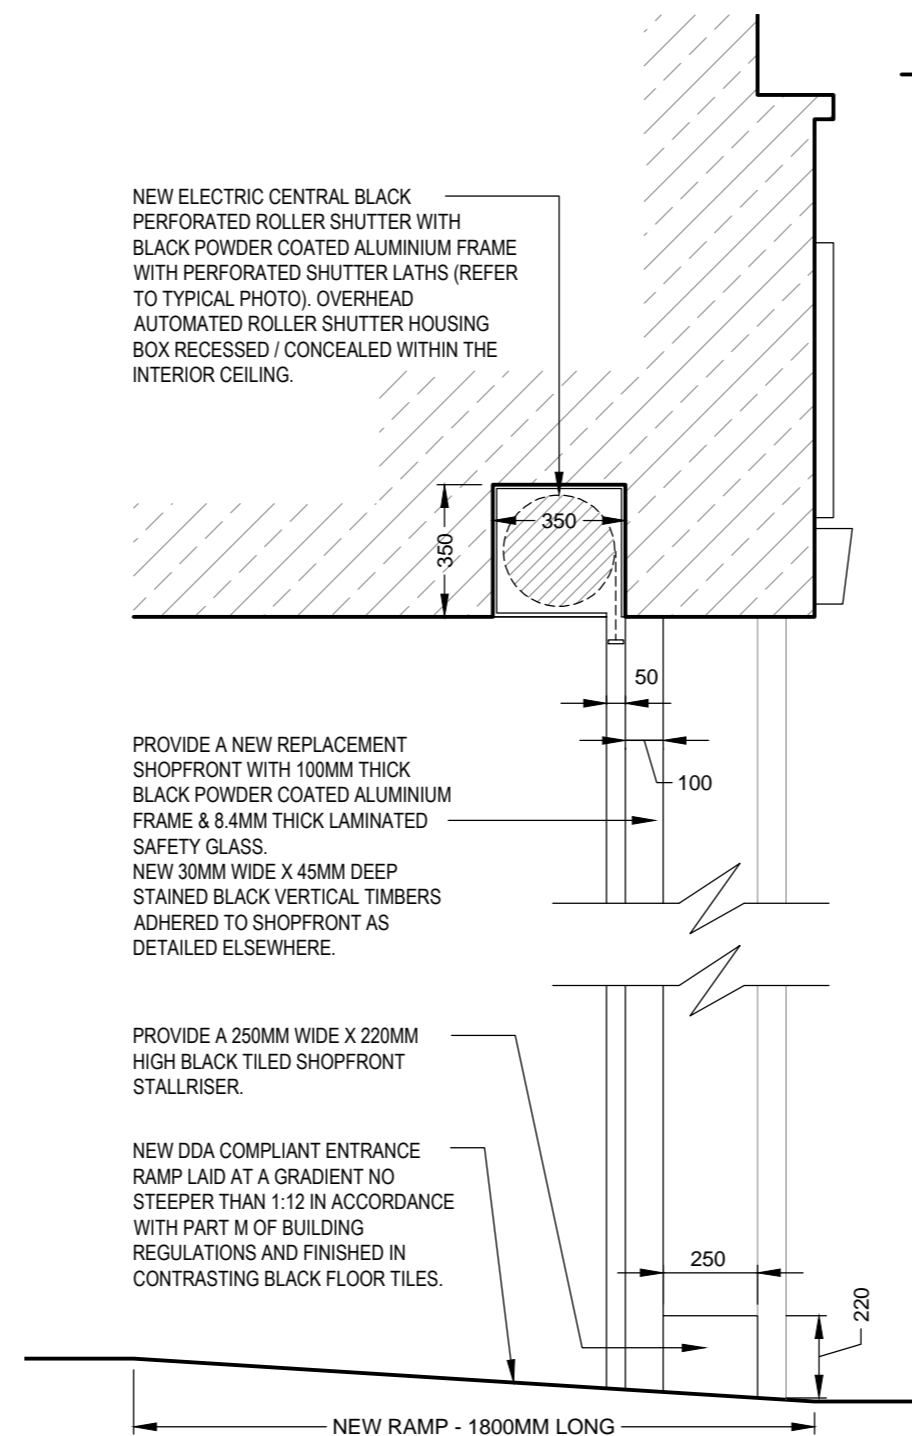 NEW ELECTRIC CENTRAL BLACK
PERFORATED ROLLER SHUTTER WITH
BLACK POWDER COATED ALUMINIUM FRAME
WITH PERFORATED SHUTTER LATHS (REFER
TO TYPICAL PHOTO). OVERHEAD
AUTOMATED ROLLER SHUTTER HOUSING
BOX RECESSED / CONCEALED WITHIN THE
INTERIOR CEILING.
350
350
50
100
PROVIDE A NEW REPLACEMENT
SHOPFRONT WITH 100MM THICK
BLACK POWDER COATED ALUMINIUM
FRAME & 8.4MM THICK LAMINATED
SAFETY GLASS.
NEW 30MM WIDE X 45MM DEEP
STAINED BLACK VERTICAL TIMBERS
ADHERED TO SHOPFRONT AS
DETAILED ELSEWHERE.
PROVIDE A 250MM WIDE X 220MM
HIGH BLACK TILED SHOPFRONT
STALLRISER.
NEW DDA COMPLIANT ENTRANCE
RAMP LAID AT A GRADIENT NO
STEEPER THAN 1:12 IN ACCORDANCE
WITH PART M OF BUILDING
REGULATIONS AND FINISHED IN
CONTRASTING BLACK FLOOR TILES.
250
220
NEW RAMP - 1800MM LONG